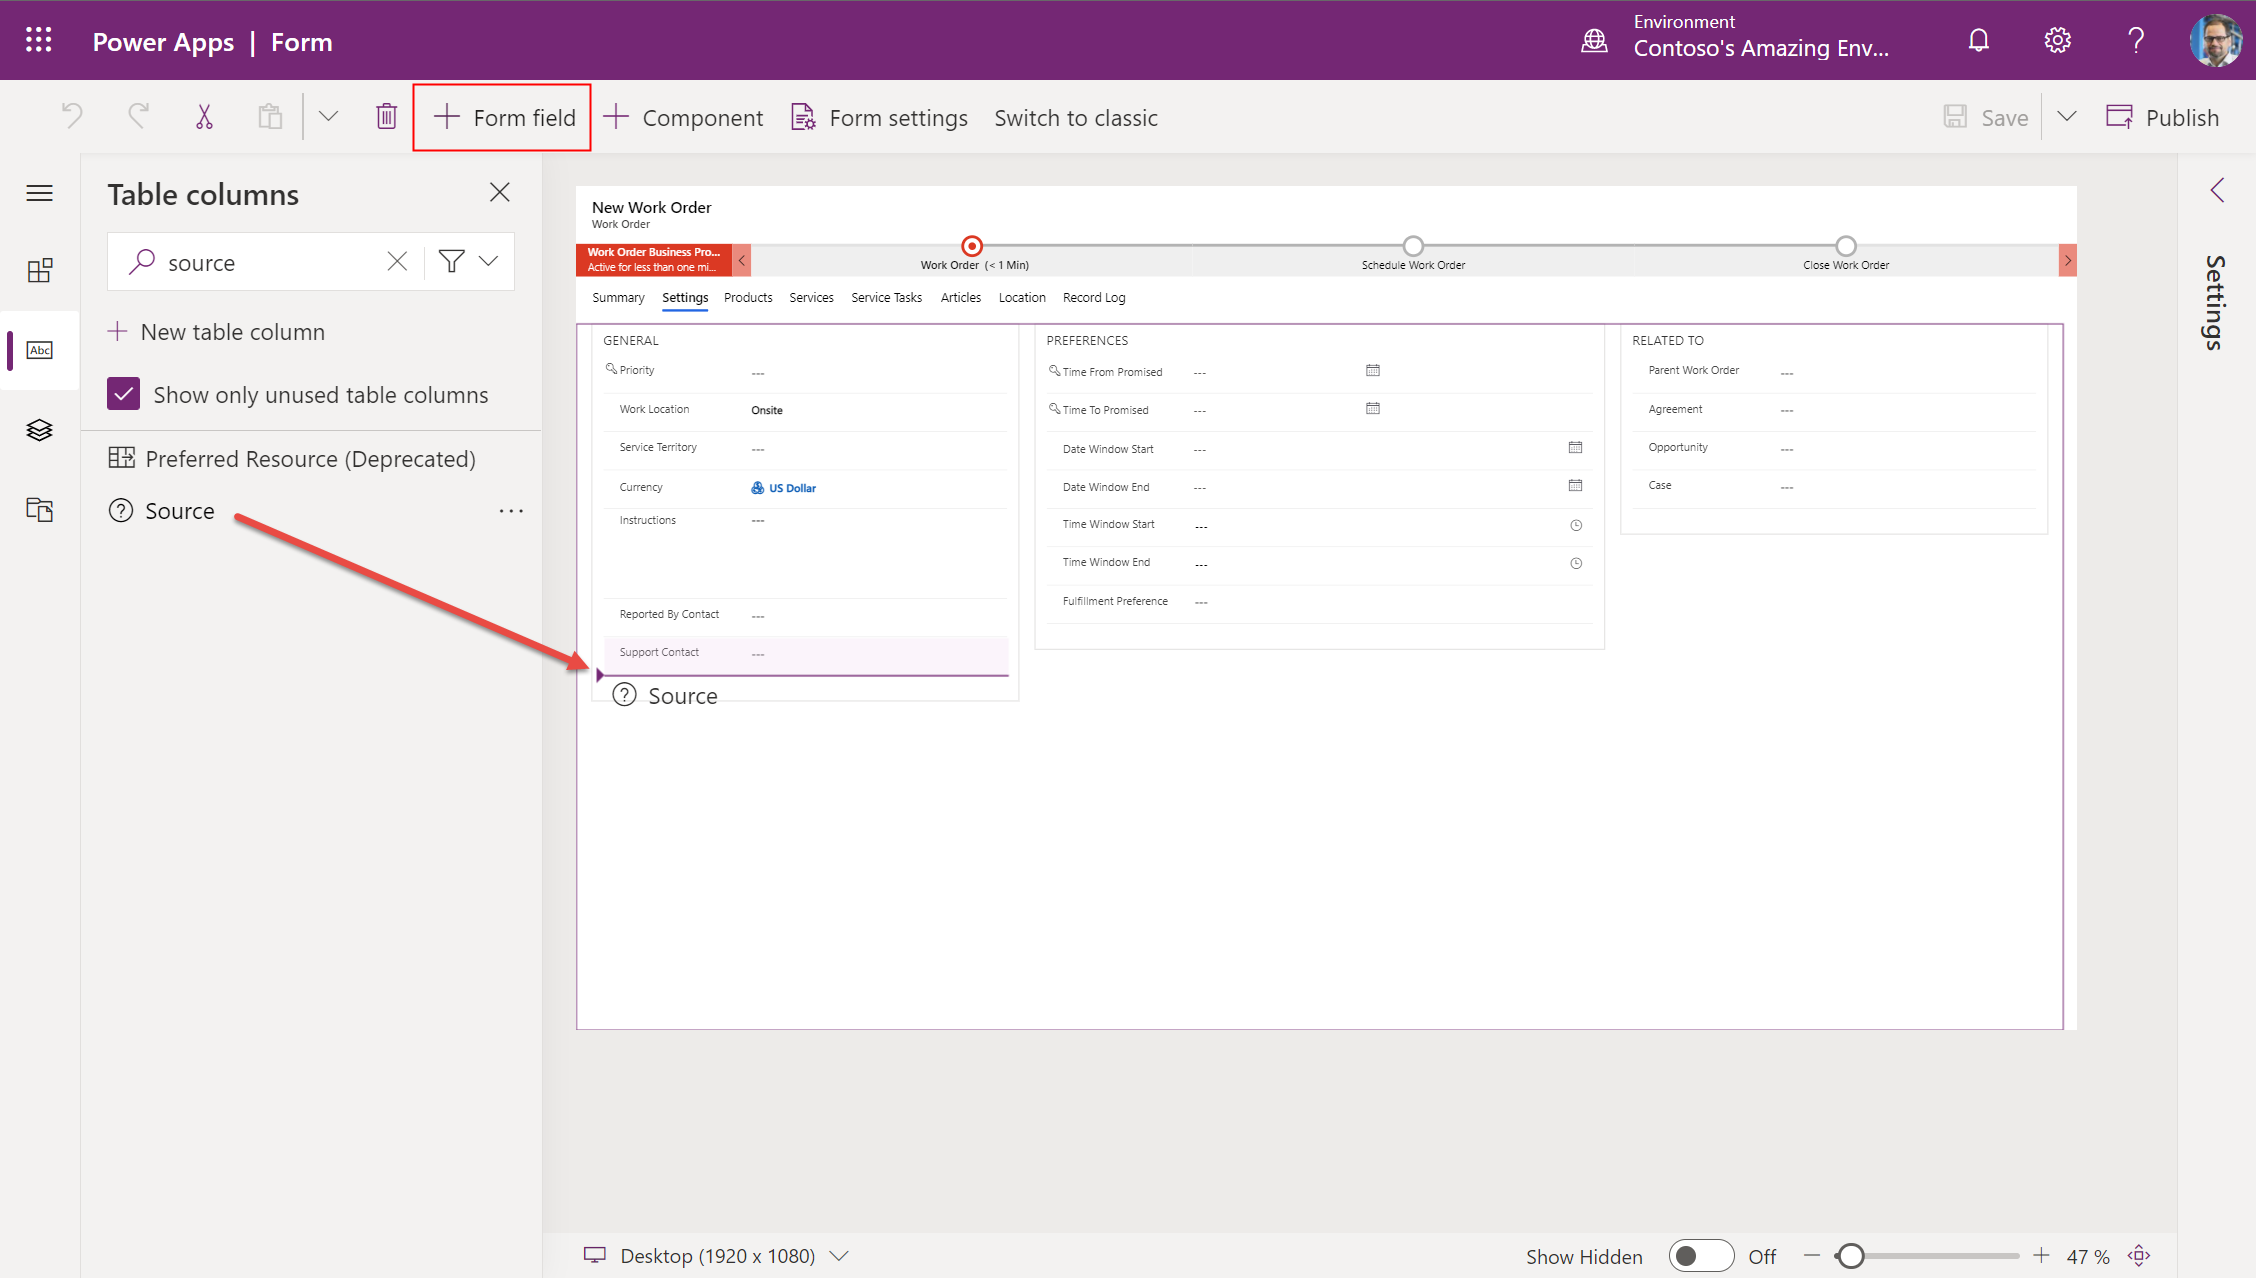 Power Apps | Form
Environment
Contoso's Amazing Env...
Form field
Component
Form settings
Switch to classic
Save
Publish
Table columns
source
New table column
Show only unused table columns
Preferred Resource (Deprecated)
Source
...
Abc
New Work Order
Work Order
Work Order Business Pro...
Active for less than one mi...
Work Order (< 1 Min)
Schedule Work Order
Close Work Order
Summary Settings Products Services Service Tasks Articles Location Record Log
GENERAL
Priority ---
Work Location Onsite
Service Territory ---
Currency US Dollar
Instructions ---
Reported By Contact ---
Support Contact ---
Source
PREFERENCES
Time From Promised ---
Time To Promised ---
Date Window Start ---
Date Window End ---
Time Window Start ---
Time Window End ---
Fulfillment Preference ---
RELATED TO
Parent Work Order ---
Agreement ---
Opportunity ---
Case ---
Settings
Desktop (1920 x 1080)
Show Hidden Off
47 %